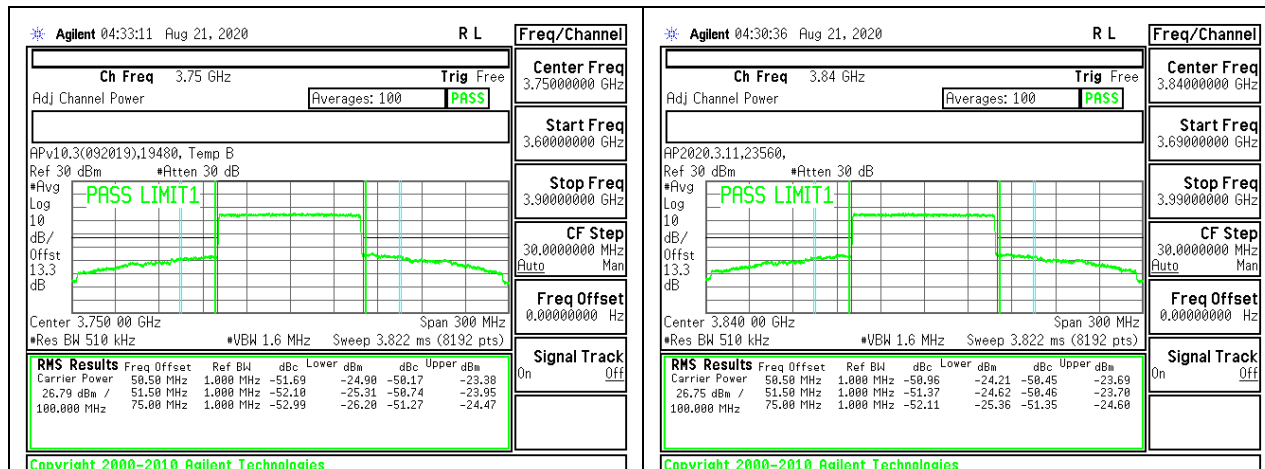 Agilent 04:33:11 Aug 21, 2020 R L
Freq/Channel
Ch Freq 3.75 GHz Trig Free
Adj Channel Power Averages: 100 PASS
APv10.3(092019),19480, Temp B
Ref 30 dBm #Atten 30 dB
#Avg
Log
10
dB/
Offst
13.3
dB
PASS LIMIT1
Center 3.750 00 GHz Span 300 MHz
#Res BW 510 kHz #VBW 1.6 MHz Sweep 3.822 ms (8192 pts)
RMS Results Freq Offset Ref BW dBc Lower dBm dBc Upper dBm
Carrier Power 50.50 MHz 1.000 MHz -51.69 -24.90 -50.17 -23.38
26.79 dBm / 51.50 MHz 1.000 MHz -52.10 -25.31 -50.74 -23.95
100.000 MHz 75.00 MHz 1.000 MHz -52.99 -26.20 -51.27 -24.47
Copyright 2000-2010 Agilent Technologies
Center Freq
3.75000000 GHz
Start Freq
3.60000000 GHz
Stop Freq
3.90000000 GHz
CF Step
30.0000000 MHz
Auto Man
Freq Offset
0.00000000 Hz
Signal Track
On Off
Agilent 04:30:36 Aug 21, 2020 R L
Freq/Channel
Ch Freq 3.84 GHz Trig Free
Adj Channel Power Averages: 100 PASS
AP2020.3.11,23560,
Ref 30 dBm #Atten 30 dB
#Avg
Log
10
dB/
Offst
13.3
dB
PASS LIMIT1
Center 3.840 00 GHz Span 300 MHz
#Res BW 510 kHz #VBW 1.6 MHz Sweep 3.822 ms (8192 pts)
RMS Results Freq Offset Ref BW dBc Lower dBm dBc Upper dBm
Carrier Power 50.50 MHz 1.000 MHz -50.96 -24.21 -50.45 -23.69
26.75 dBm / 51.50 MHz 1.000 MHz -51.37 -24.62 -50.46 -23.70
100.000 MHz 75.00 MHz 1.000 MHz -52.11 -25.36 -51.35 -24.60
Copyright 2000-2010 Agilent Technologies
Center Freq
3.84000000 GHz
Start Freq
3.69000000 GHz
Stop Freq
3.99000000 GHz
CF Step
30.0000000 MHz
Auto Man
Freq Offset
0.00000000 Hz
Signal Track
On Off